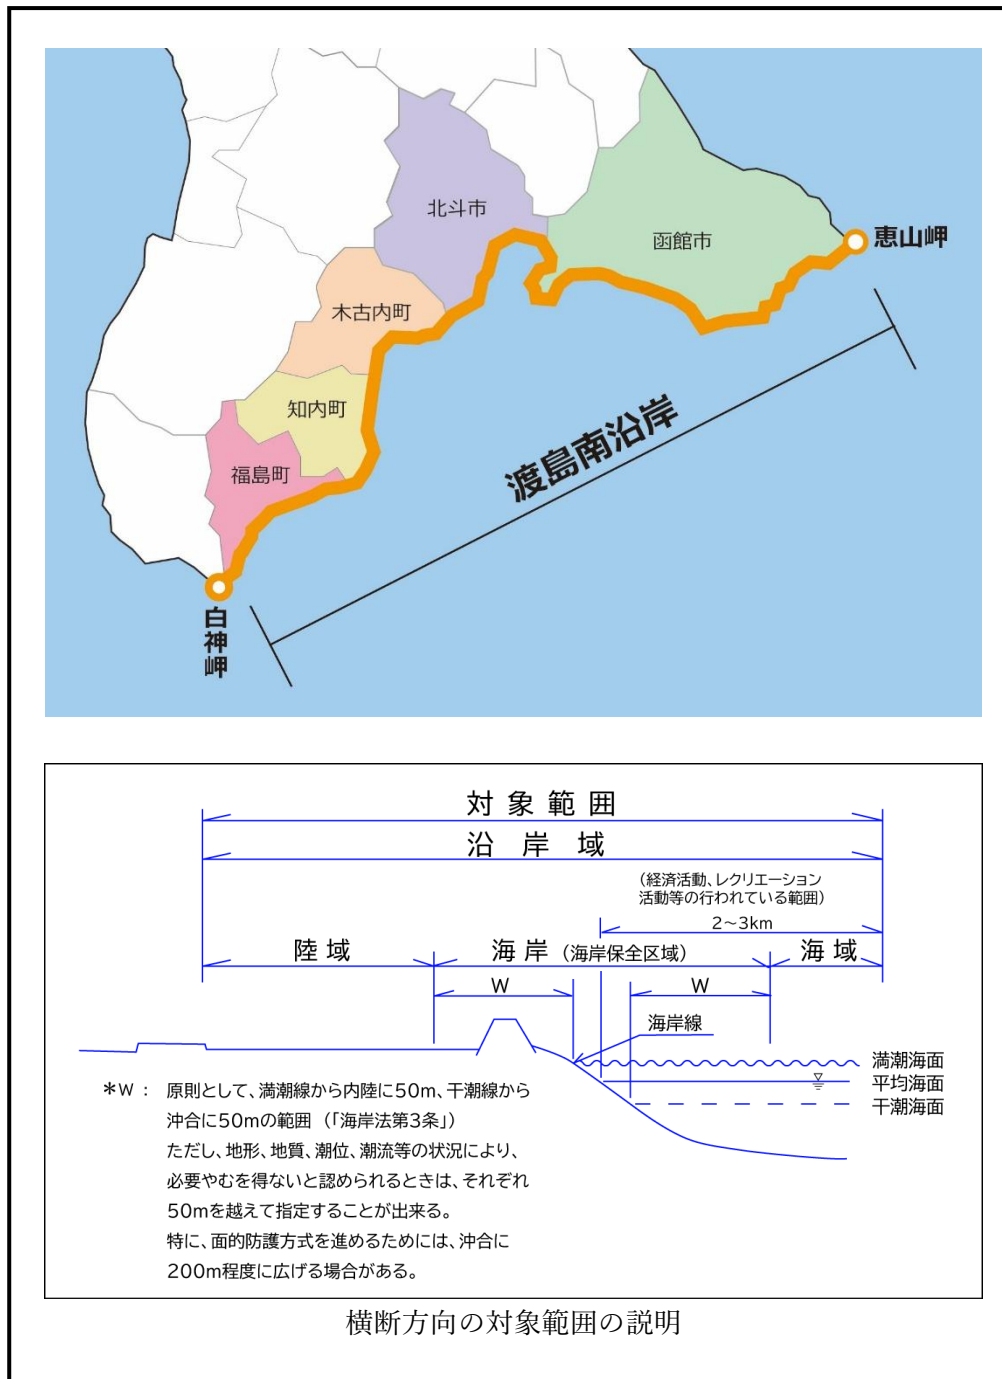 北斗市
函館市
恵山岬
木古内町
知内町
福島町
渡島南沿岸
白神岬
対象範囲
沿岸域
（経済活動、レクリエーション
活動等の行われている範囲）
2～3km
陸域
海岸（海岸保全区域）
海域
W
W
海岸線
満潮海面
平均海面
干潮海面
＊W： 原則として、満潮線から内陸に50m、干潮線から
沖合に50mの範囲（「海岸法第3条」）
ただし、地形、地質、潮位、潮流等の状況により、
必要やむを得ないと認められるときは、それぞれ
50mを越えて指定することが出来る。
特に、面的防護方式を進めるためには、沖合に
200m程度に広げる場合がある。
横断方向の対象範囲の説明